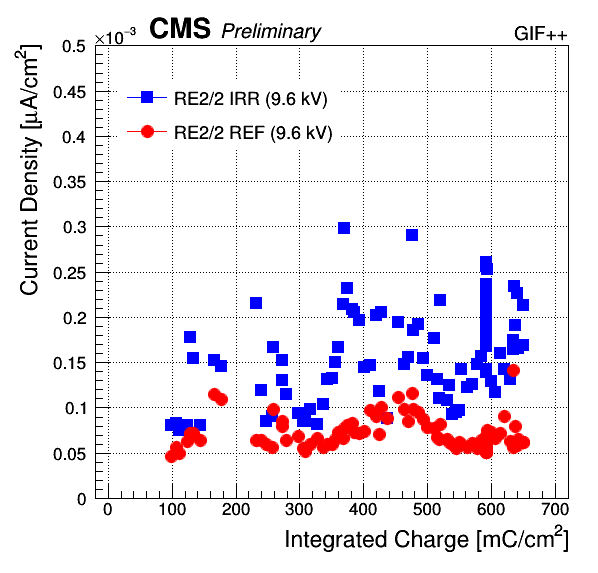 ×10⁻³ CMS Preliminary GIF++
Current Density [μA/cm²]
0.5
0.45
0.4
0.35
0.3
0.25
0.2
0.15
0.1
0.05
0
RE2/2 IRR (9.6 kV)
RE2/2 REF (9.6 kV)
0 100 200 300 400 500 600 700
Integrated Charge [mC/cm²]